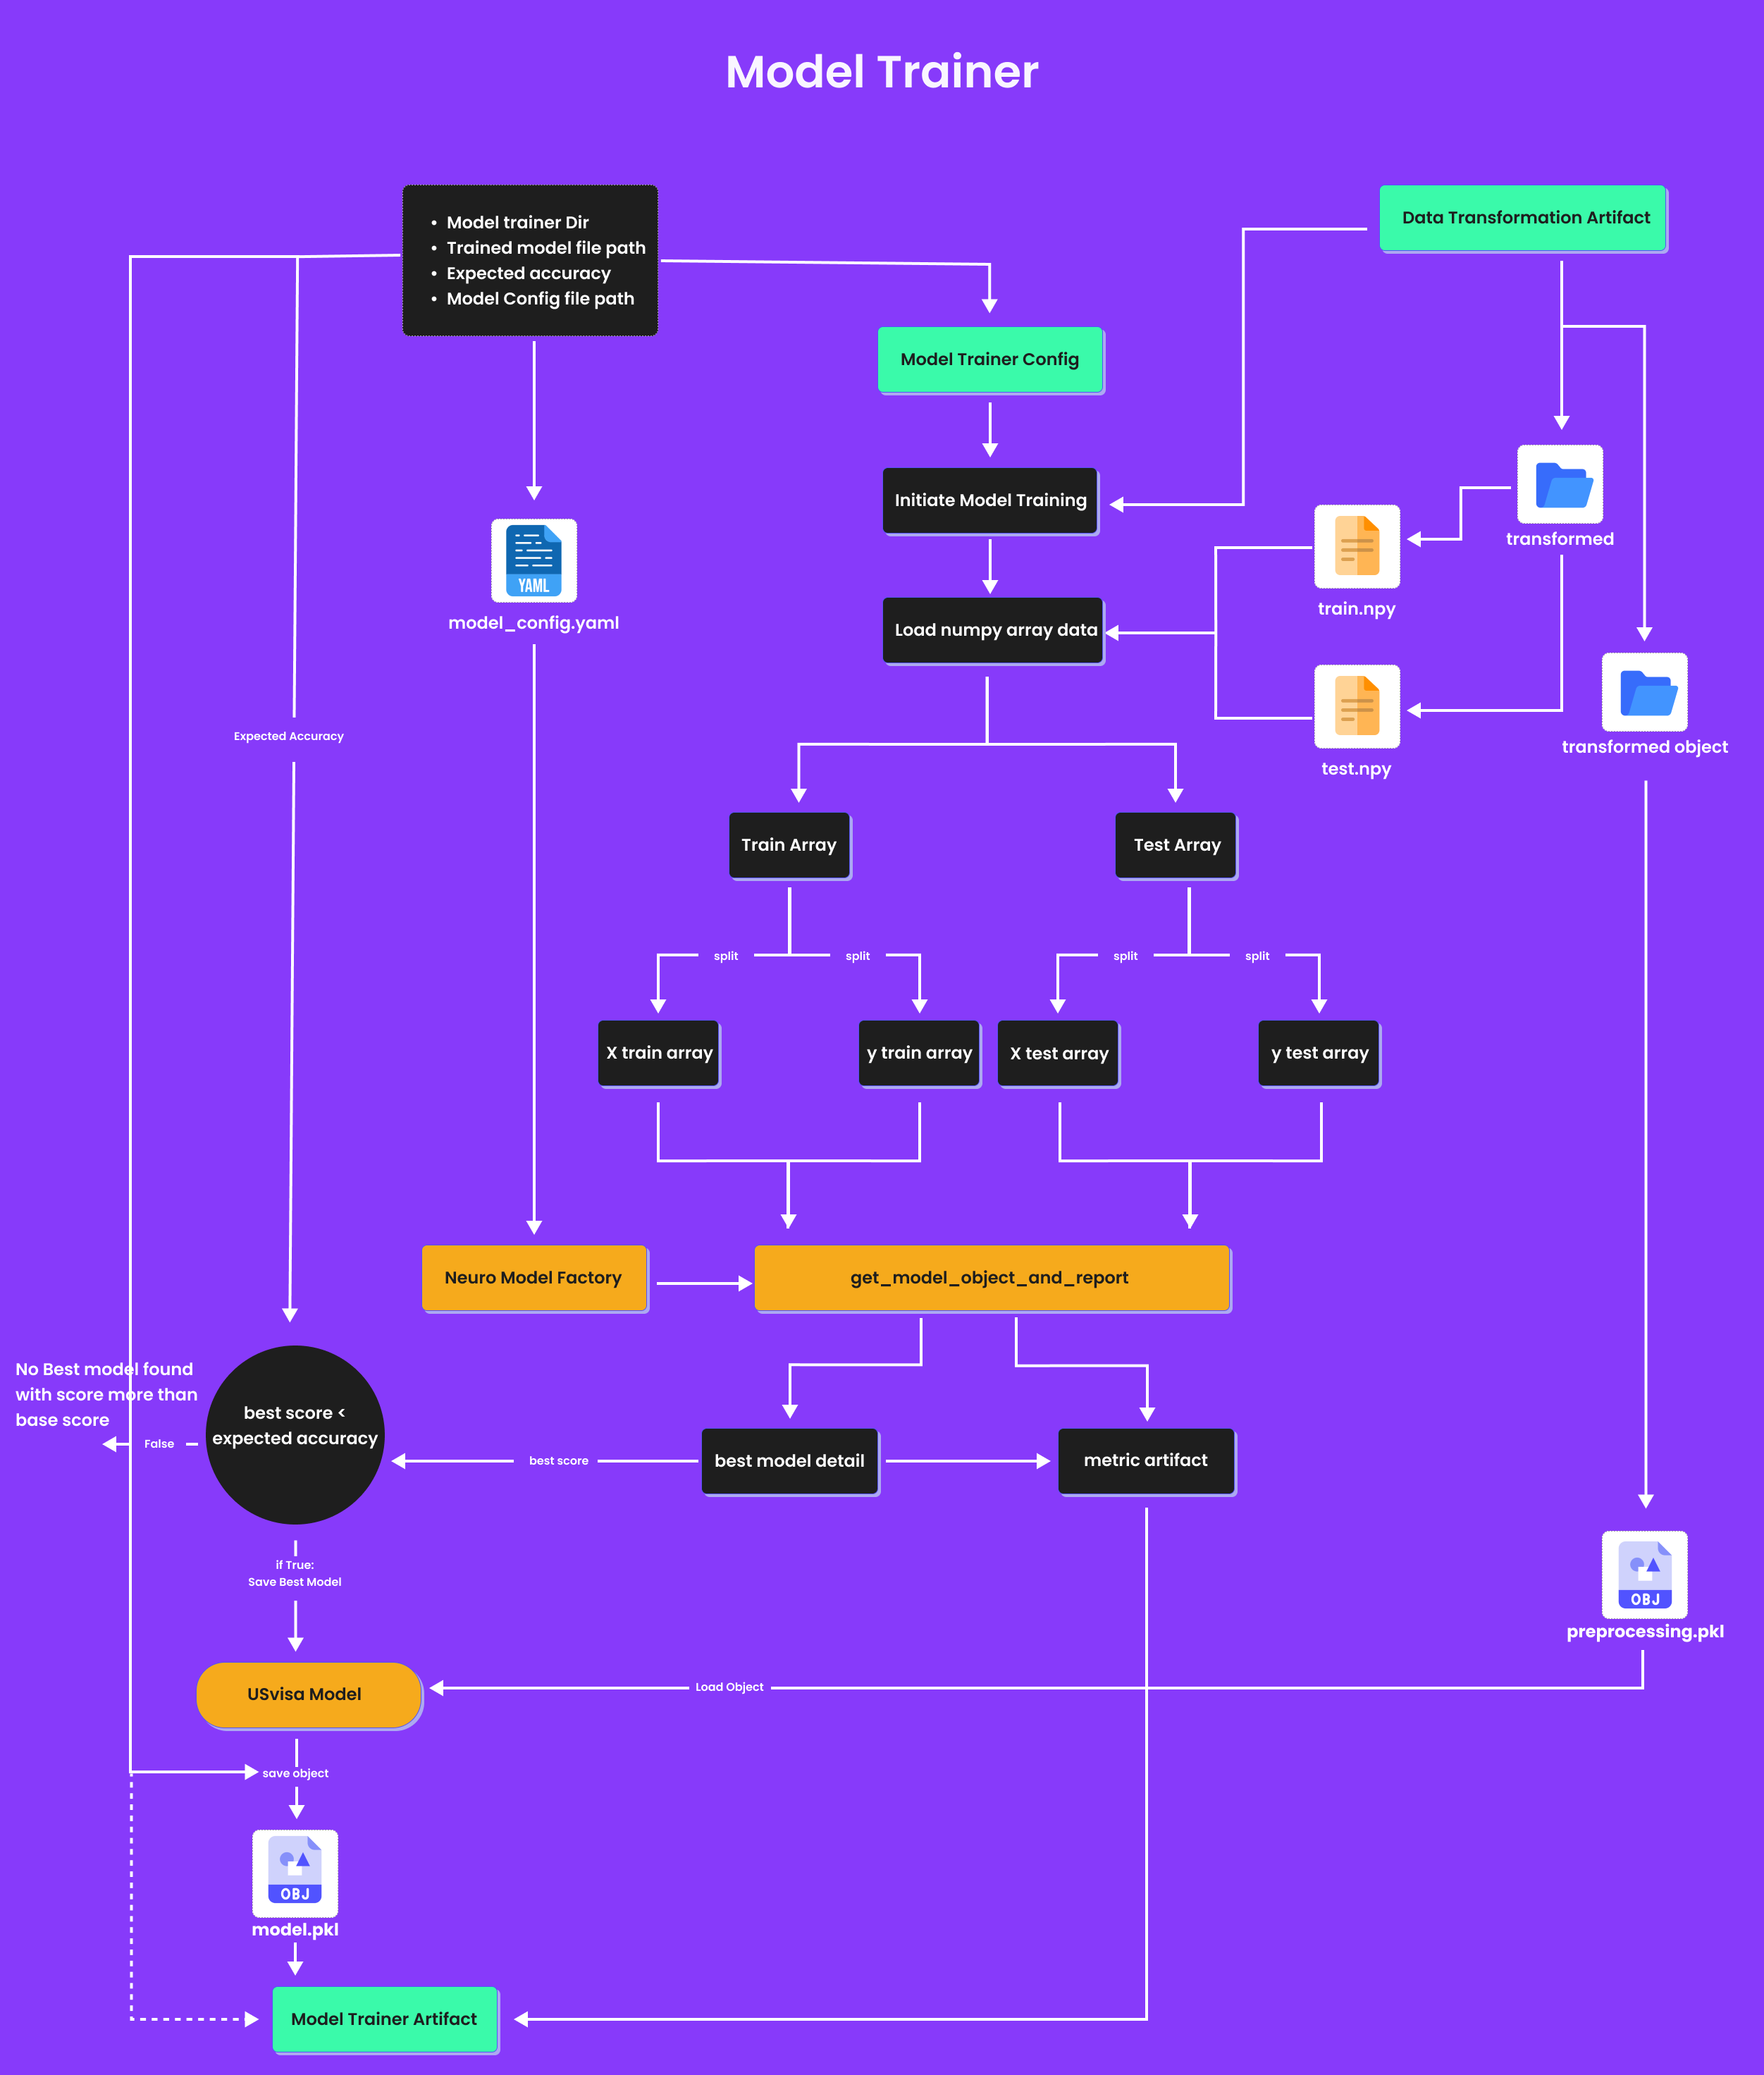 Model Trainer
• Model trainer Dir
• Trained model file path
• Expected accuracy
• Model Config file path
Data Transformation Artifact
Model Trainer Config
Initiate Model Training
YAML
model_config.yaml
transformed
train.npy
Load numpy array data
Expected Accuracy
test.npy
transformed object
Train Array
Test Array
split
split
split
split
X train array
y train array
X test array
y test array
Neuro Model Factory
get_model_object_and_report
No Best model found
with score more than
base score
False
best score <
expected accuracy
best score
best model detail
metric artifact
if True:
Save Best Model
OBJ
preprocessing.pkl
USvisa Model
Load Object
save object
OBJ
model.pkl
Model Trainer Artifact